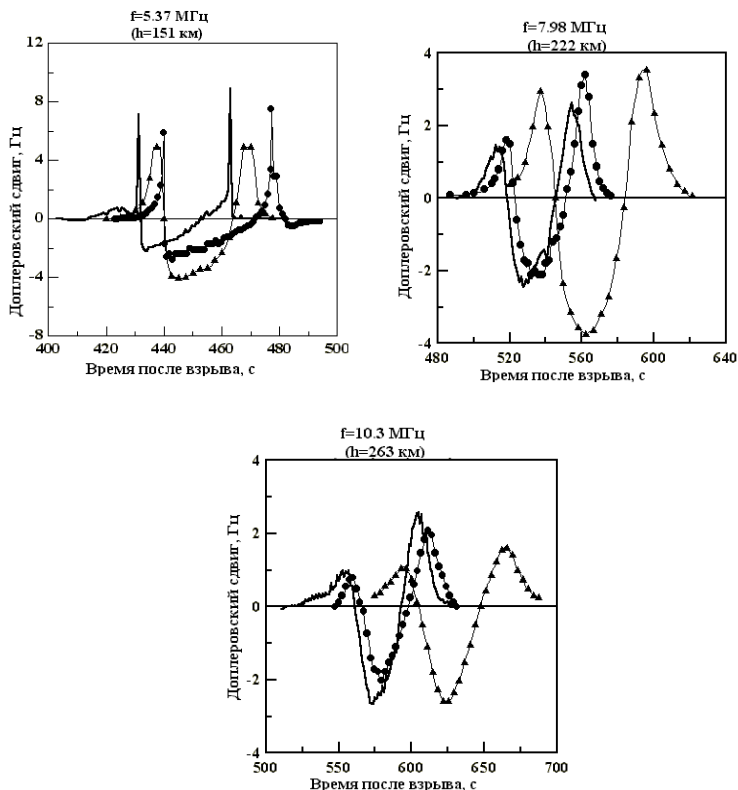 f=5.37 МГц
(h=151 км)
12
8
4
0
-4
-8
Доплеровский сдвиг, Гц
400 420 440 460 480 500
Время после взрыва, с
f=7.98 МГц
(h=222 км)
4
2
0
-2
-4
Доплеровский сдвиг, Гц
480 520 560 600 640
Время после взрыва, с
f=10.3 МГц
(h=263 км)
4
2
0
-2
-4
Доплеровский сдвиг, Гц
500 550 600 650 700
Время после взрыва, с